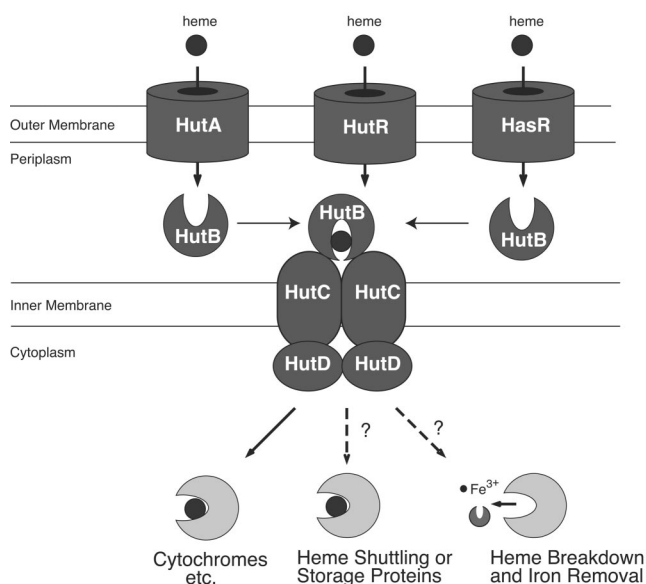 heme heme heme
Outer Membrane HutA HutR HasR
Periplasm
HutB
HutB HutB
HutC HutC
Inner Membrane
Cytoplasm HutD HutD
? ?
Fe3+
Cytochromes Heme Shuttling or Heme Breakdown
etc. Storage Proteins and Iron Removal